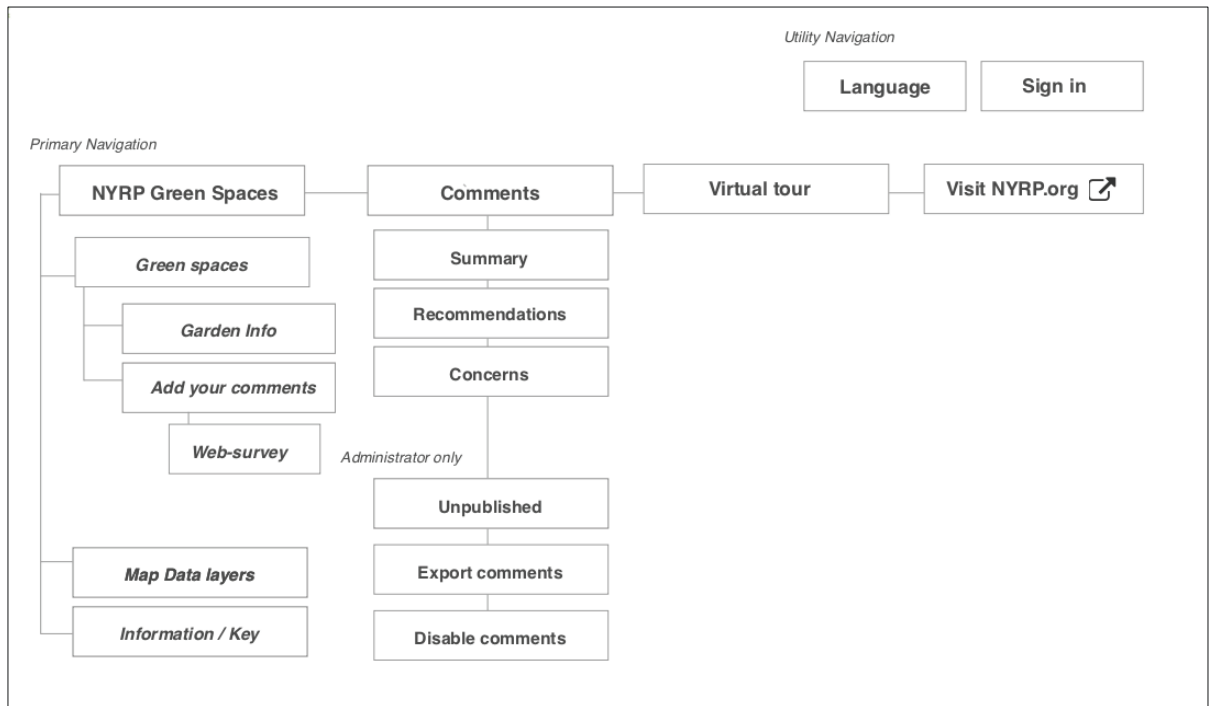 Utility Navigation
Language
Sign in
Primary Navigation
NYRP Green Spaces
Comments
Virtual tour
Visit NYRP.org
Green spaces
Garden Info
Add your comments
Web-survey
Map Data layers
Information / Key
Summary
Recommendations
Concerns
Administrator only
Unpublished
Export comments
Disable comments